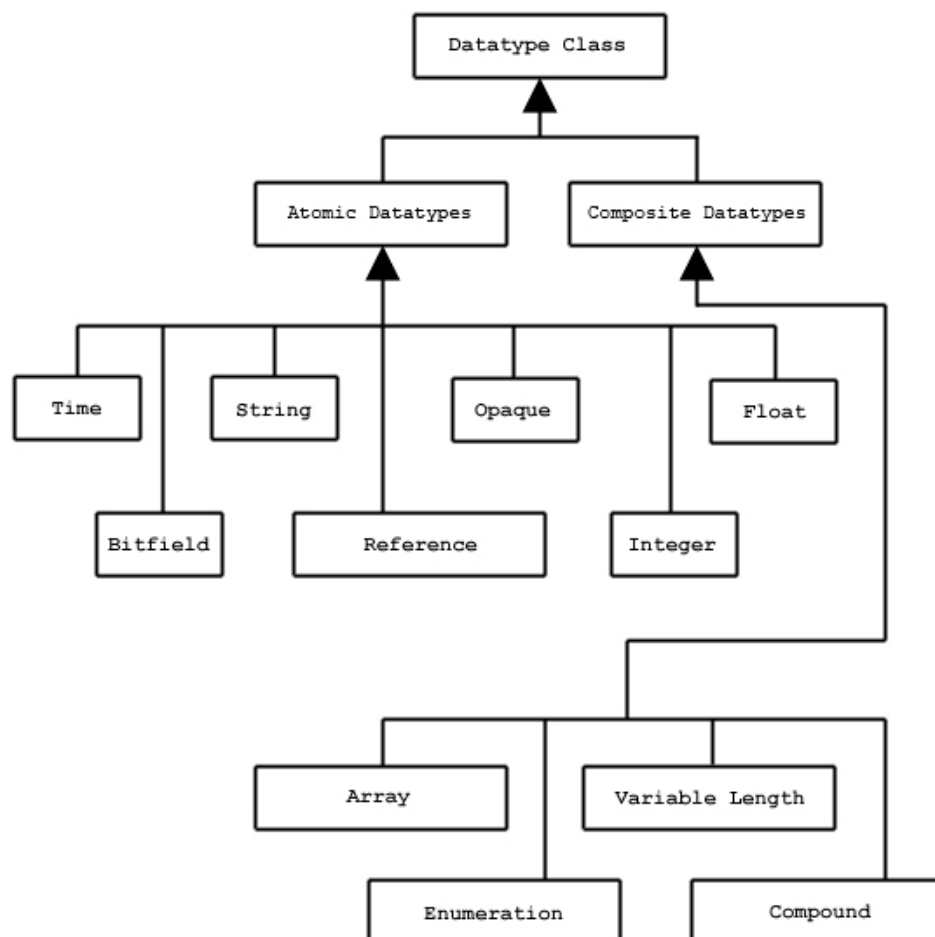 Datatype Class
Atomic Datatypes
Composite Datatypes
Time
String
Opaque
Float
Bitfield
Reference
Integer
Array
Variable Length
Enumeration
Compound